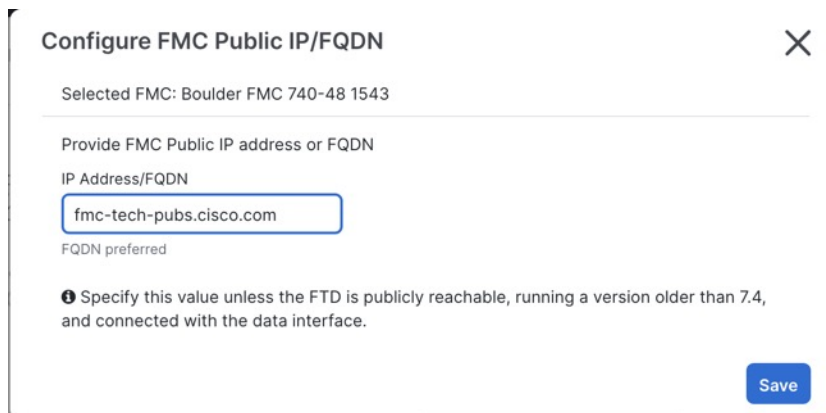 Configure FMC Public IP/FQDN
Selected FMC: Boulder FMC 740-48 1543
Provide FMC Public IP address or FQDN
IP Address/FQDN
fmc-tech-pubs.cisco.com
FQDN preferred
Specify this value unless the FTD is publicly reachable, running a version older than 7.4,
and connected with the data interface.
Save